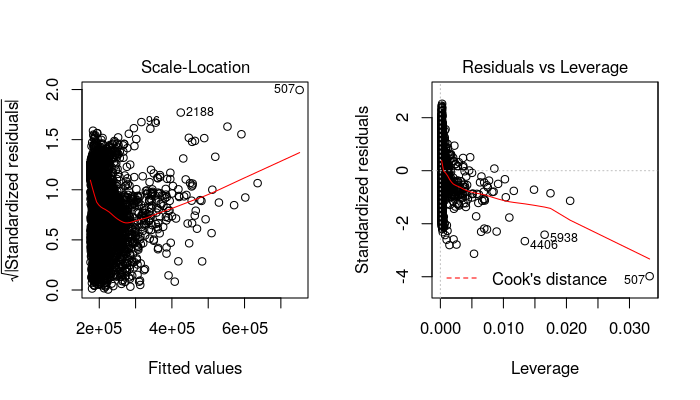 Scale-Location
√|Standardized residuals|
0.0 0.5 1.0 1.5 2.0
507
2188
96
2e+05 4e+05 6e+05
Fitted values
Residuals vs Leverage
Standardized residuals
-4 -2 0 2
5938
4406
507
Cook's distance
0.000 0.010 0.020 0.030
Leverage